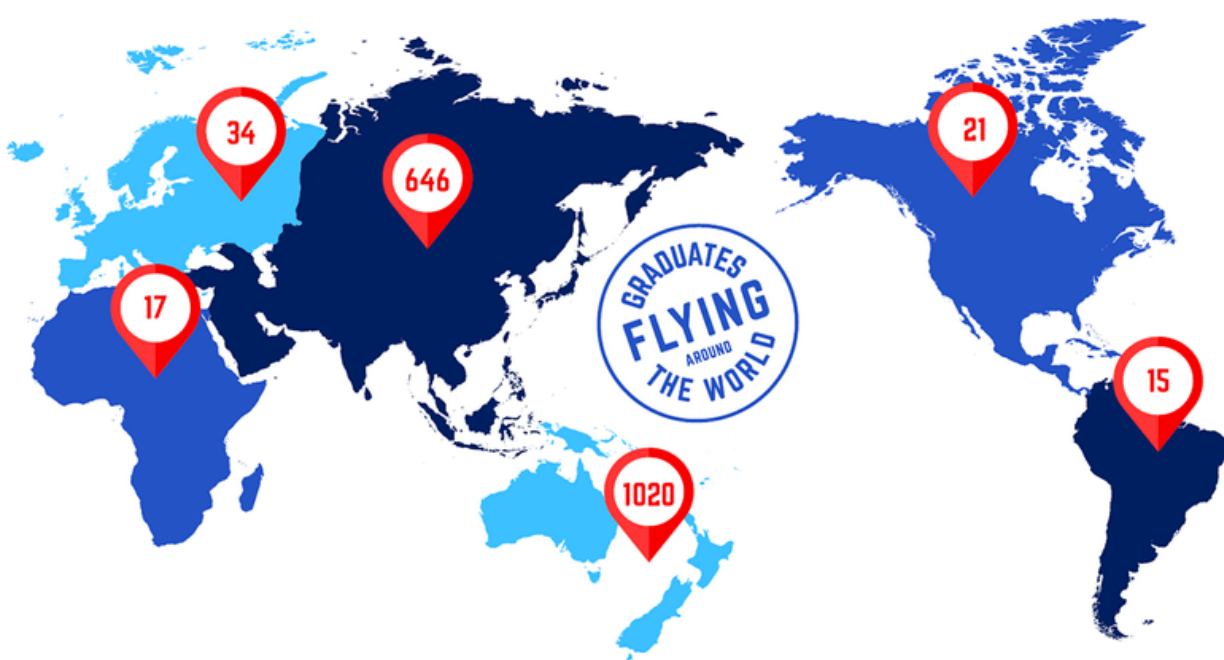 34
646
21
17
GRADUATES
FLYING
AROUND
THE WORLD
15
1020